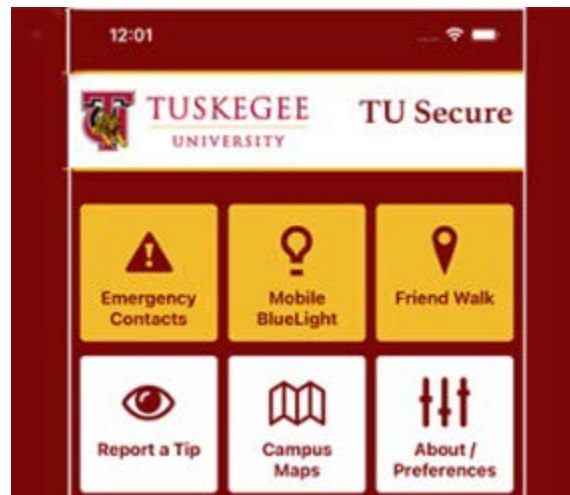 12:01
TUSKEGEE
UNIVERSITY
TU Secure
Emergency
Contacts
Mobile
BlueLight
Friend Walk
Report a Tip
Campus
Maps
About /
Preferences